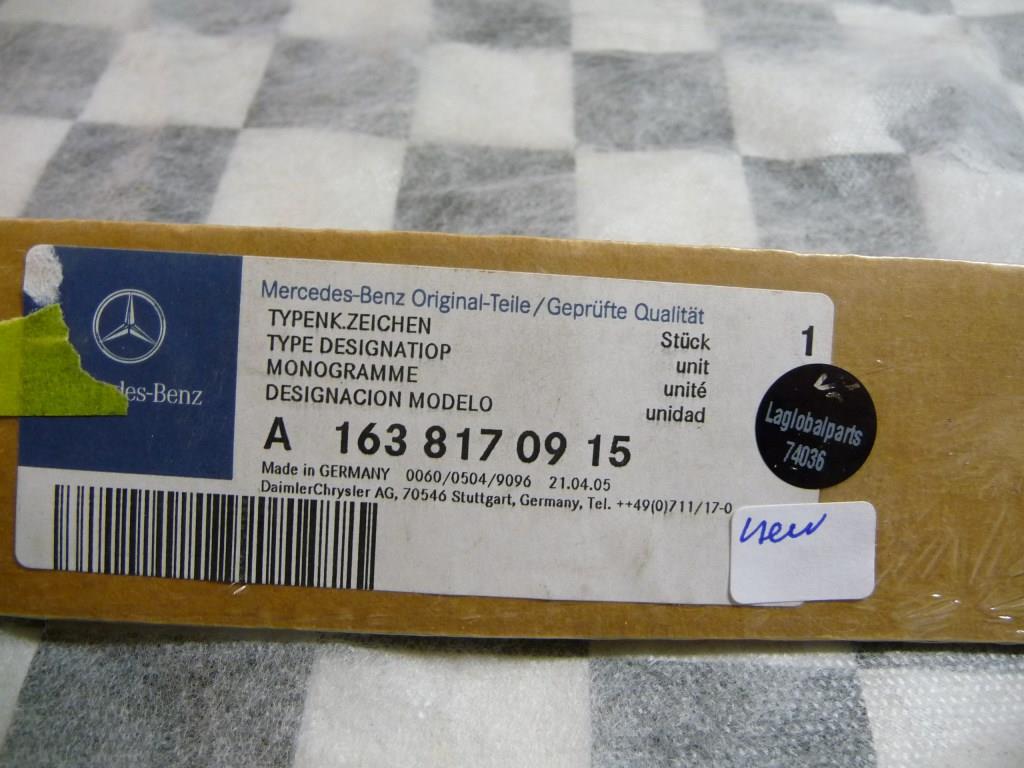 Mercedes-Benz Original-Teile/Geprüfte Qualität
TYPENK.ZEICHEN
TYPE DESIGNATIOP
MONOGRAMME
DESIGNACION MODELO
Stück 1
unit
unité
unidad
A 163 817 09 15
Made in GERMANY 0060/0504/9096 21.04.05
DaimlerChrysler AG, 70546 Stuttgart, Germany, Tel. ++49(0)711/17-0
des-Benz
Laglobalparts
74036
new